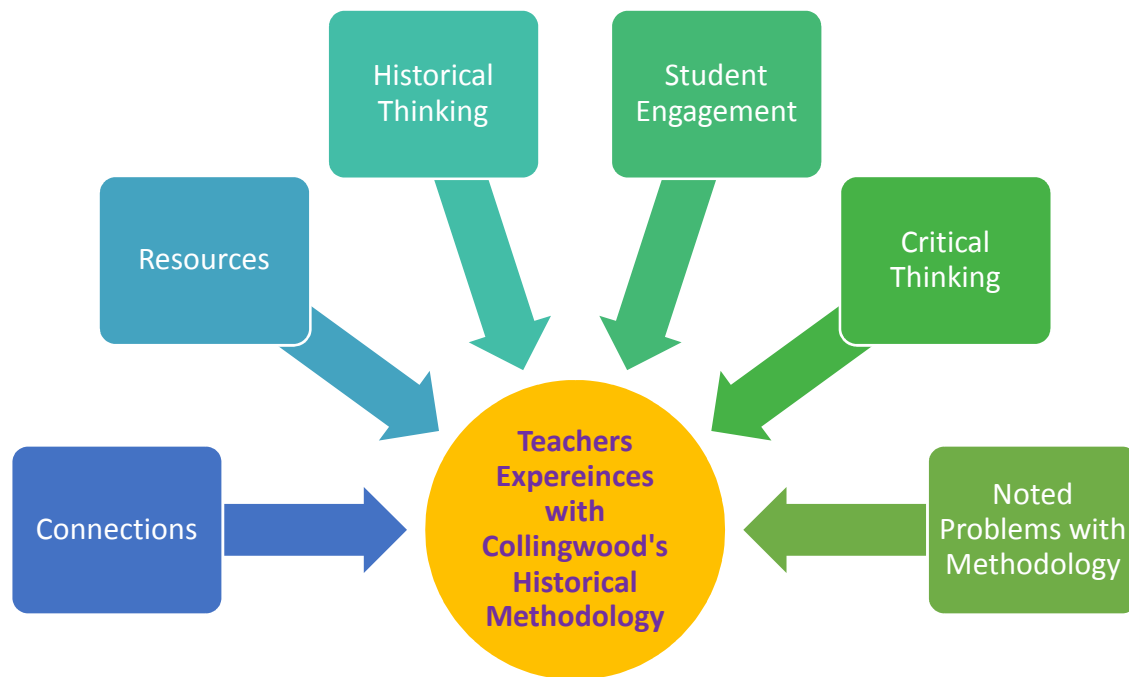 Historical
Thinking
Student
Engagement
Resources
Critical
Thinking
Connections
Teachers
Expereinces
with
Collingwood's
Historical
Methodology
Noted
Problems with
Methodology